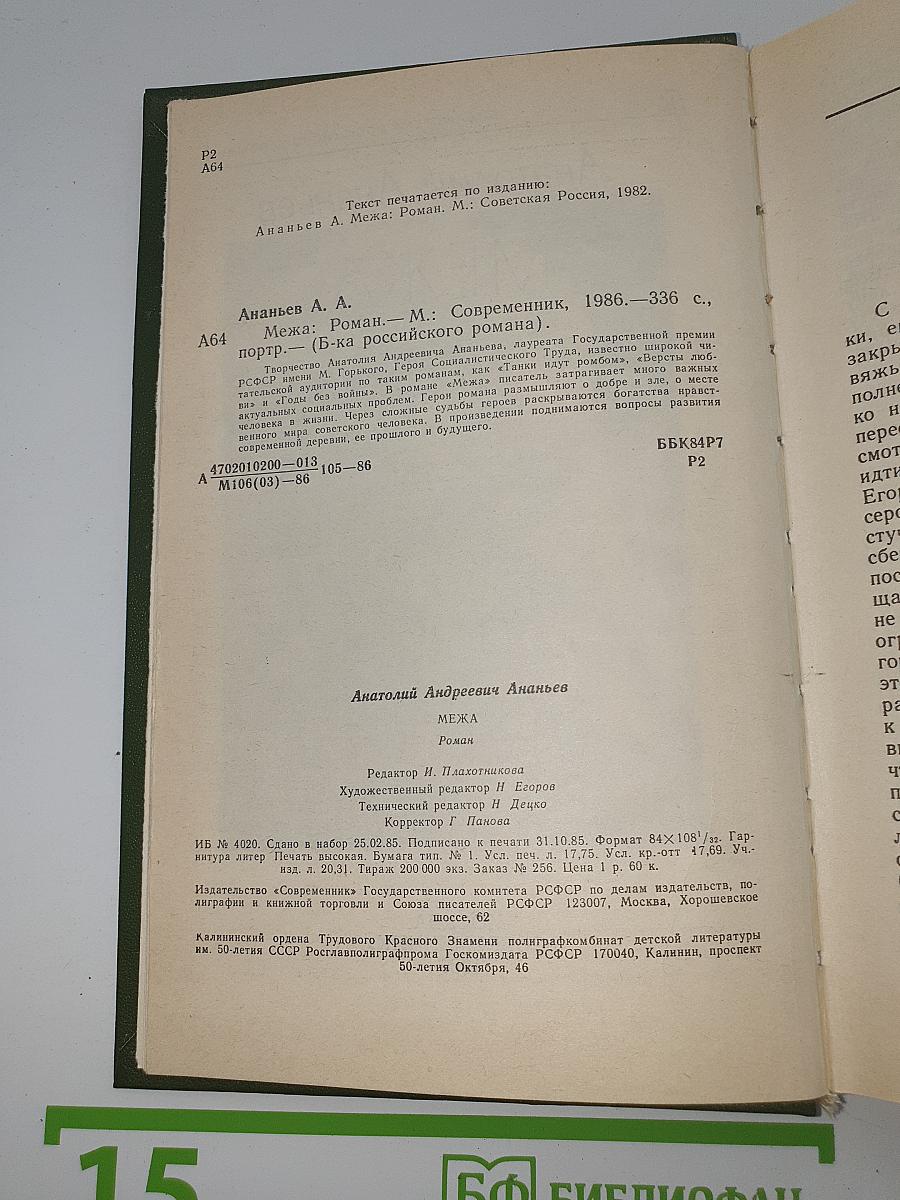 Р2
А64
Текст печатается по изданию:
Ананьев А. Межа: Роман. М.: Советская Россия, 1982.
Ананьев А. А.
А64 Межа: Роман.— М.: Современник, 1986.—336 с.,
портр.— (Б-ка российского романа).
Творчество Анатолия Андреевича Ананьева, лауреата Государственной премии
РСФСР имени М. Горького, Героя Социалистического Труда, известно широкой чи-
тательской аудитории по таким романам, как «Танки идут ромбом», «Версты люб-
ви» и «Годы без войны». В романе «Межа» писатель затрагивает много важных
актуальных социальных проблем. Герои романа размышляют о добре и зле, о месте
человека в жизни. Через сложные судьбы героев раскрываются богатства нравст-
венного мира советского человека. В произведении поднимаются вопросы развития
современной деревни, ее прошлого и будущего.
А 4702010200—013 105—86
М106(03)—86
ББК84Р7
Р2
Анатолий Андреевич Ананьев
МЕЖА
Роман
Редактор И. Плахотникова
Художественный редактор Н Егоров
Технический редактор Н Децко
Корректор Г Панова
ИБ № 4020. Сдано в набор 25.02.85. Подписано к печати 31.10.85. Формат 84×108¹/₃₂. Гар-
нитура литер Печать высокая. Бумага тип. № 1. Усл. печ. л. 17,75. Усл. кр.-отт 17,69. Уч.-
изд. л. 20,31. Тираж 200 000 экз. Заказ № 256. Цена 1 р. 60 к.
Издательство «Современник» Государственного комитета РСФСР по делам издательств, по-
лиграфии и книжной торговли и Союза писателей РСФСР 123007, Москва, Хорошевское
шоссе, 62
Калининский ордена Трудового Красного Знамени полиграфкомбинат детской литературы
им. 50-летия СССР Росглавполиграфпрома Госкомиздата РСФСР 170040, Калинин, проспект
50-летия Октября, 46
С
ки, е
закры
вяжь
полне
ко н
перес
смот
идти
Егор
серо
стуч
сбе
пос
ща
не
огр
гор
эт
ра
к
вы
чт
п
с
л
15
БФ БИБЛИОФАН